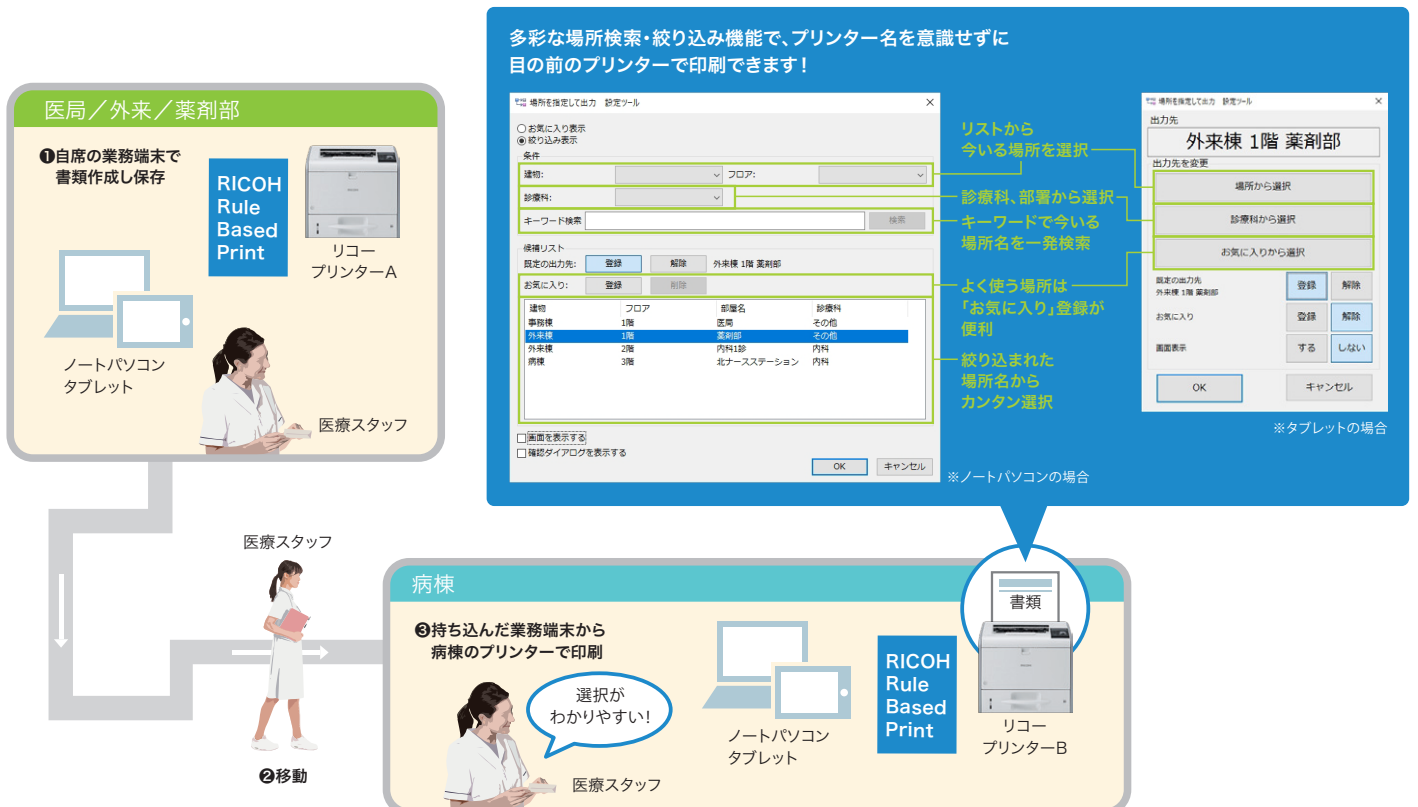 多彩な場所検索・絞り込み機能で、プリンター名を意識せずに
目の前のプリンターで印刷できます!
医局／外来／薬剤部
❶自席の業務端末で
書類作成し保存
RICOH
Rule
Based
Print
リコー
プリンターA
ノートパソコン
タブレット
医療スタッフ
場所を指定して出力 設定ツール
お気に入り表示
絞り込み表示
条件
建物:
フロア:
診療科:
キーワード検索
検索
候補リスト
既定の出力先: 登録 解除 外来棟 1階 薬剤部
お気に入り: 登録 削除
建物 フロア 部屋名 診療科
事務棟 1階 医局 その他
外来棟 1階 薬剤部 その他
外来棟 2階 内科1診 内科
病棟 3階 北ナースステーション 内科
画面を表示する
確認ダイアログを表示する
OK キャンセル
※ノートパソコンの場合
リストから
今いる場所を選択
診療科、部署から選択
キーワードで今いる
場所名を一発検索
よく使う場所は
「お気に入り」登録が
便利
絞り込まれた
場所名から
カンタン選択
場所を指定して出力 設定ツール
出力先
外来棟 1階 薬剤部
出力先を変更
場所から選択
診療科から選択
お気に入りから選択
既定の出力先
外来棟 1階 薬剤部
登録 解除
お気に入り 登録 解除
画面表示 する しない
OK キャンセル
※タブレットの場合
医療スタッフ
❷移動
病棟
❸持ち込んだ業務端末から
病棟のプリンターで印刷
選択が
わかりやすい!
医療スタッフ
ノートパソコン
タブレット
RICOH
Rule
Based
Print
書類
リコー
プリンターB